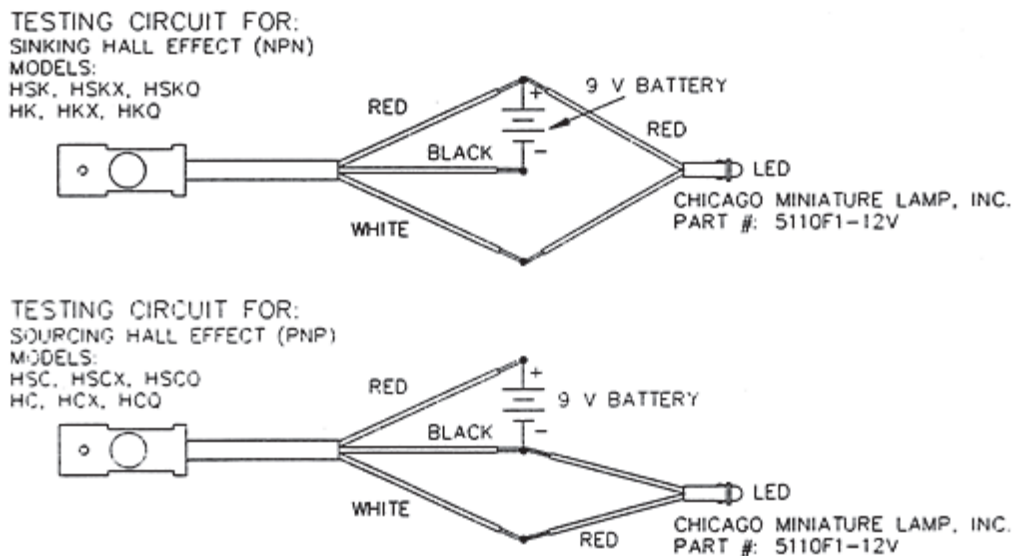 TESTING CIRCUIT FOR:
SINKING HALL EFFECT (NPN)
MODELS:
HSK, HSKX, HSKQ
HK, HKX, HKQ
RED
+
9 V BATTERY
RED
BLACK
-
LED
WHITE
CHICAGO MINIATURE LAMP, INC.
PART #: 5110F1-12V
TESTING CIRCUIT FOR:
SOURCING HALL EFFECT (PNP)
MODELS:
HSC, HSCX, HSCQ
HC, HCX, HCQ
RED
+
9 V BATTERY
BLACK
-
LED
WHITE
RED
CHICAGO MINIATURE LAMP, INC.
PART #: 5110F1-12V